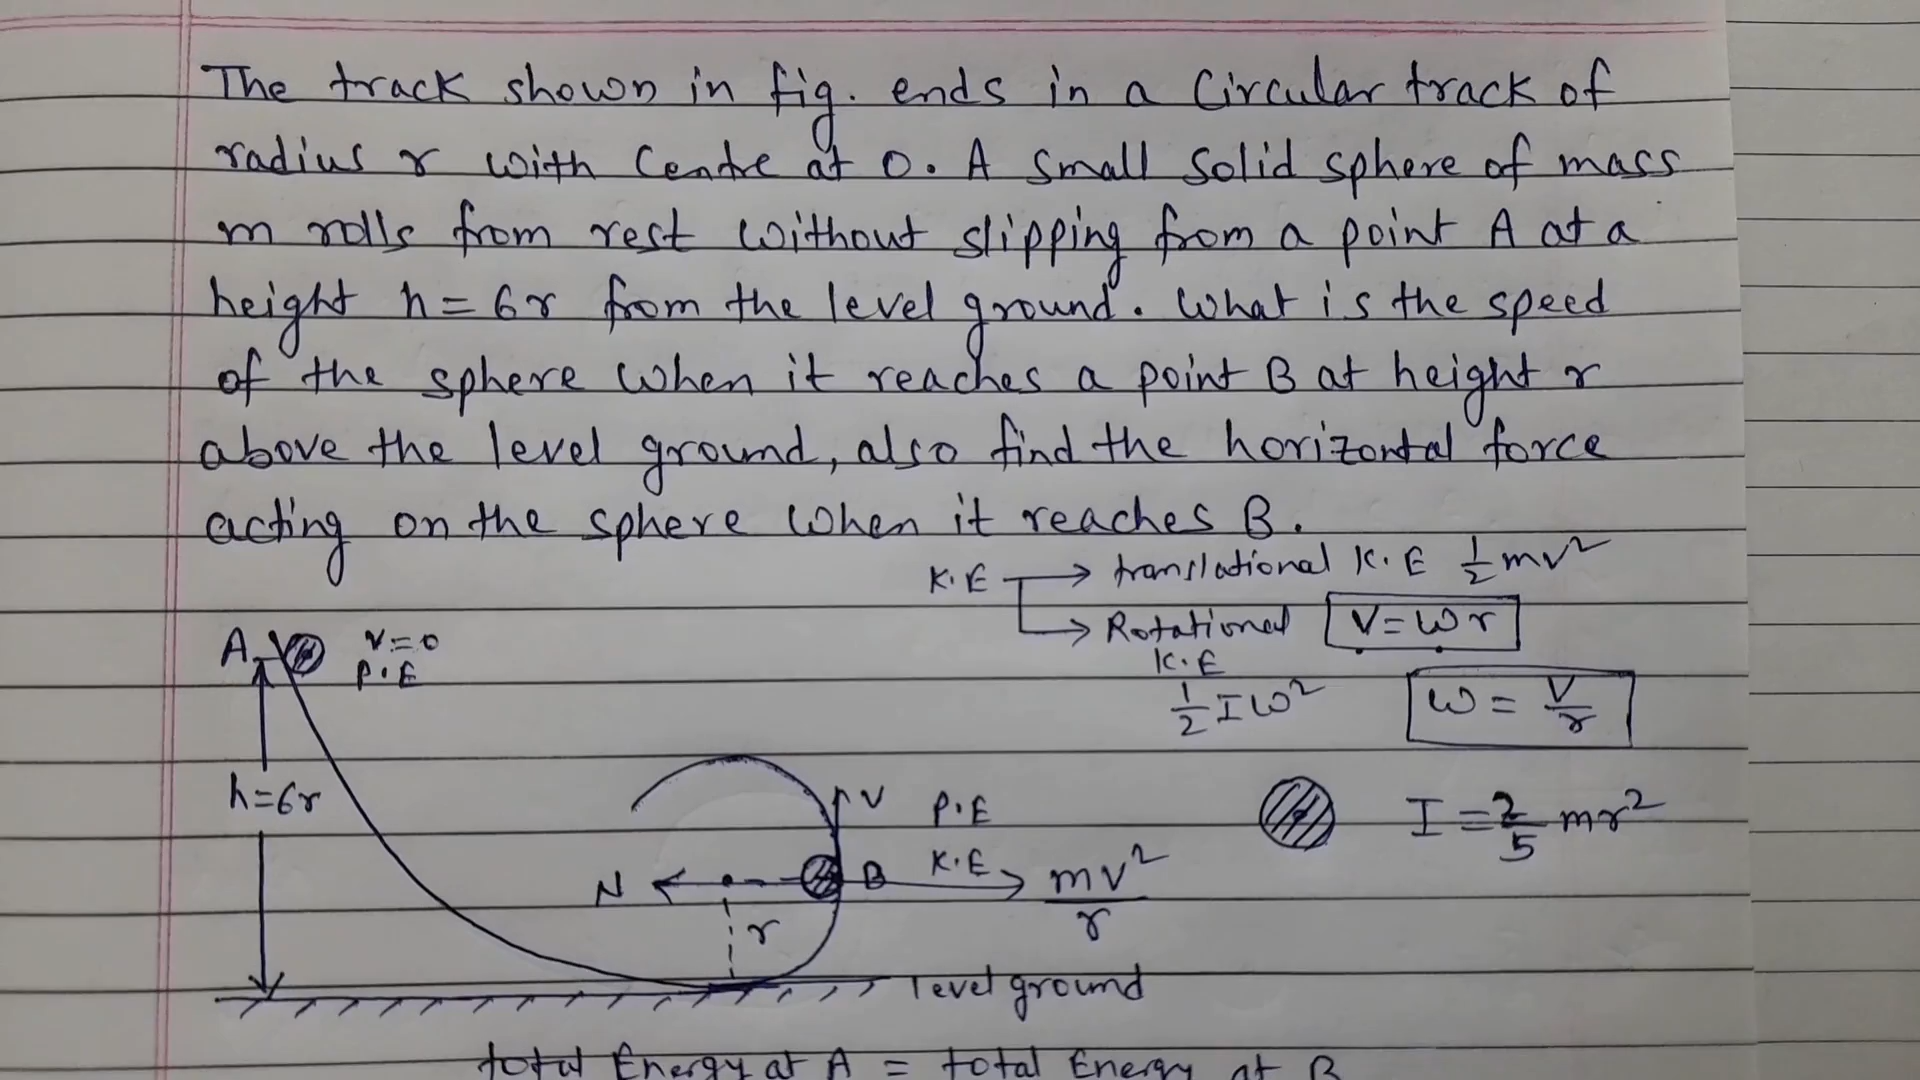 The track shown in fig. ends in a Circular track of
radius r with Centre at O. A small solid sphere of mass
m rolls from rest without slipping from a point A at a
height h = 6r from the level ground. What is the speed
of the sphere when it reaches a point B at height r
above the level ground, also find the horizontal force
acting on the sphere when it reaches B.
K.E → translational K.E ½mv²
→ Rotational K.E V = ωr
½Iω² ω = V/r
A v=0
P.E
h=6r
V P.E
K.E
I = 2/5 mr²
N B mv²/r
r
level ground
total Energy at A = total Energy at B